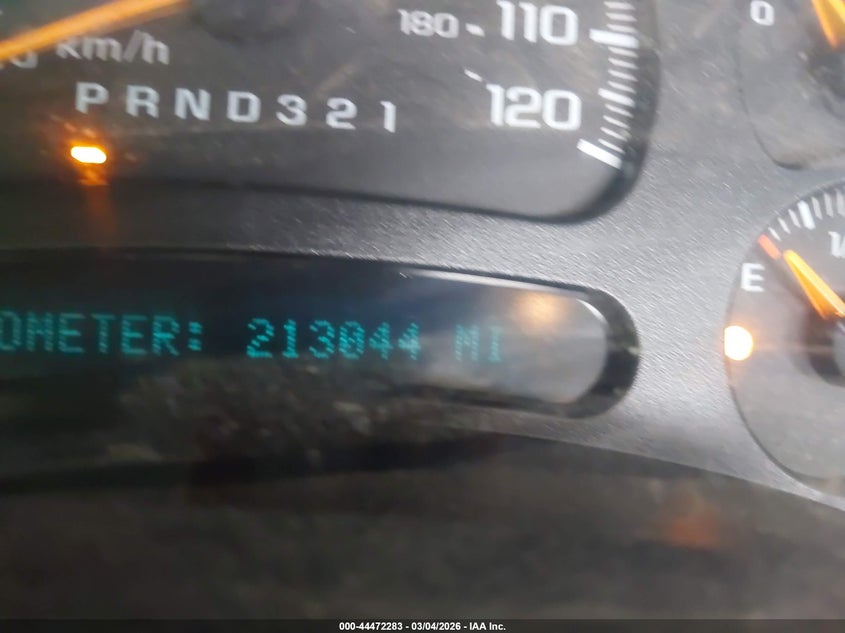 180 110
km/h
PRND321
120
0
E
OMETER: 213044 MI
000-44472283 - 03/04/2026 - IAA Inc.